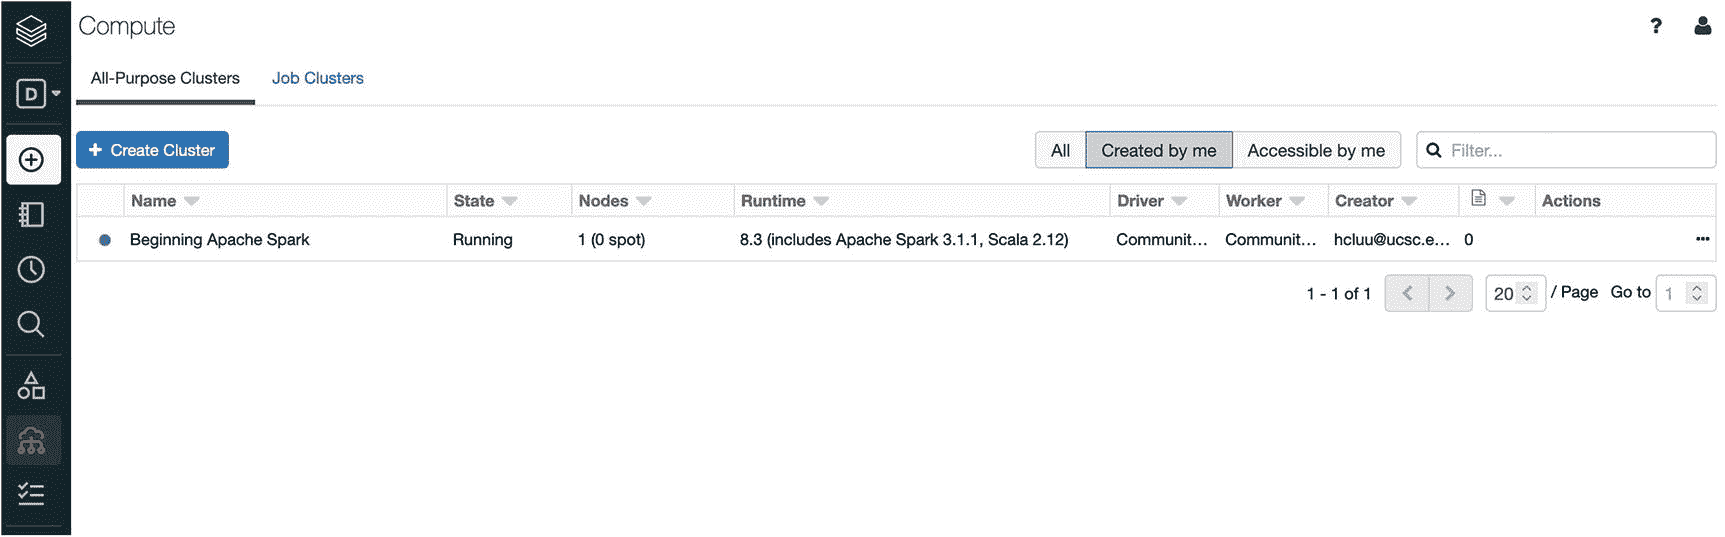 Compute
?
All-Purpose Clusters Job Clusters
D
+ Create Cluster All Created by me Accessible by me Filter...
Name State Nodes Runtime Driver Worker Creator Actions
Beginning Apache Spark Running 1 (0 spot) 8.3 (includes Apache Spark 3.1.1, Scala 2.12) Communit... Communit... hcluu@ucsc.e... 0 ...
1 - 1 of 1 20 / Page Go to 1